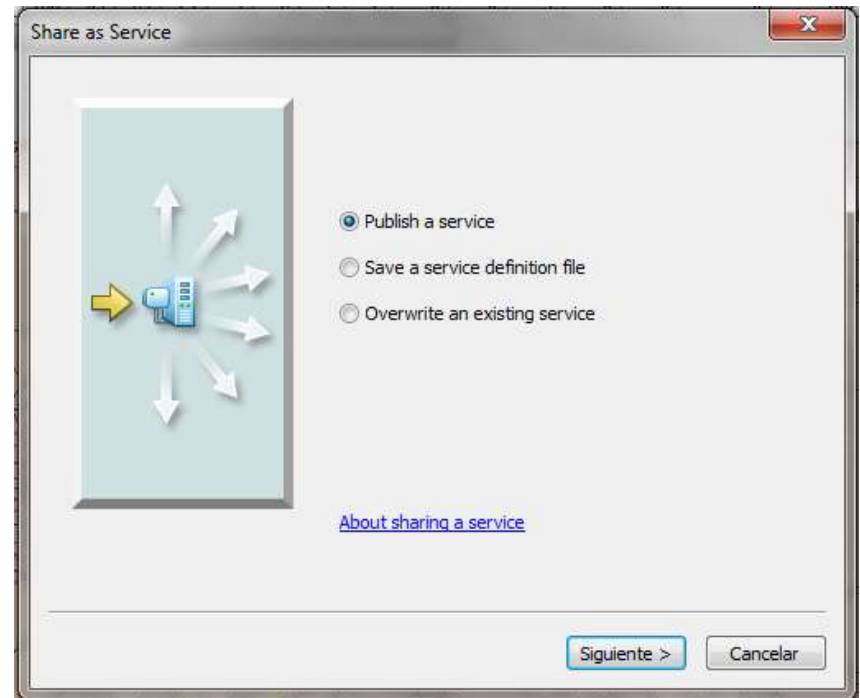 Share as Service
Publish a service
Save a service definition file
Overwrite an existing service
About sharing a service
Siguiente >
Cancelar